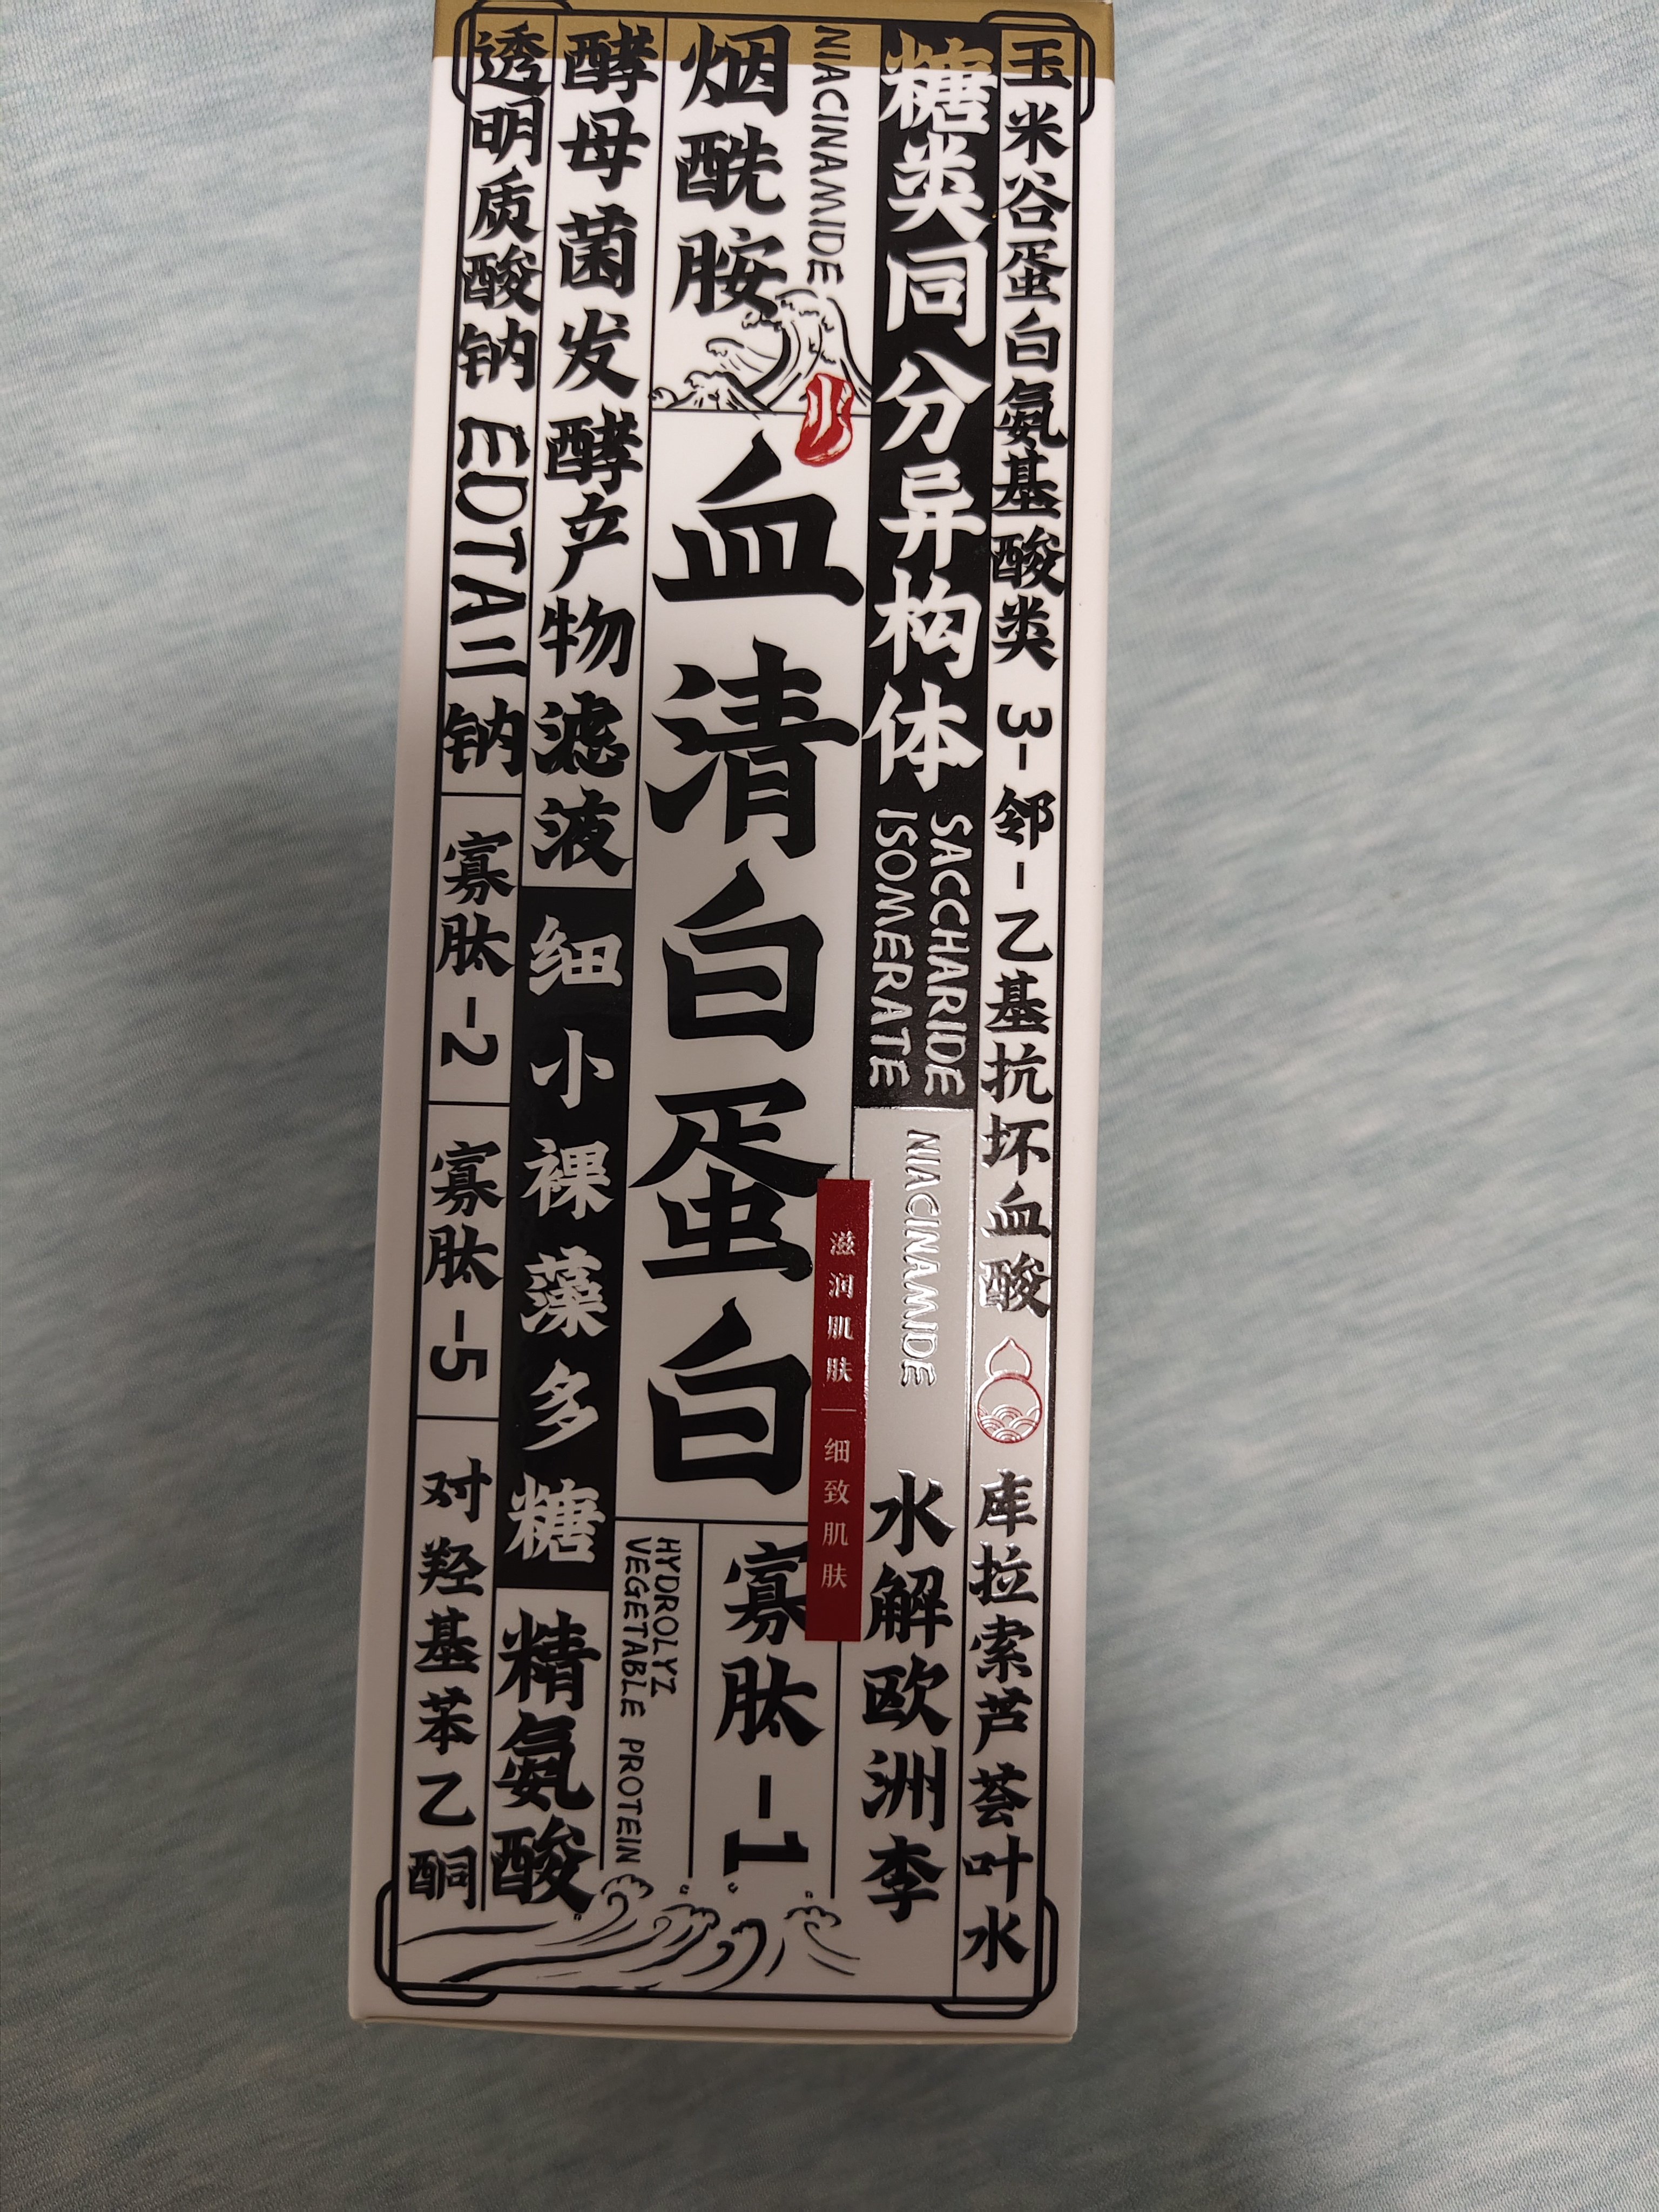 玉米谷蛋白氨基酸类 3-邻-乙基抗坏血酸
库拉索芦荟叶水
糖类同分异构体
SACCHARIDE
ISOMERATE
NIACINAMIDE
水解欧洲李
NIACINAMIDE
烟酰胺
血清白蛋白
滋润肌肤
细致肌肤
寡肽-1
HYDROLYZ
VEGETABLE PROTEIN
酵母菌发酵产物滤液
细小裸藻多糖
精氨酸
透明质酸钠 EDTA二钠
寡肽-2
寡肽-5
对羟基苯乙酮